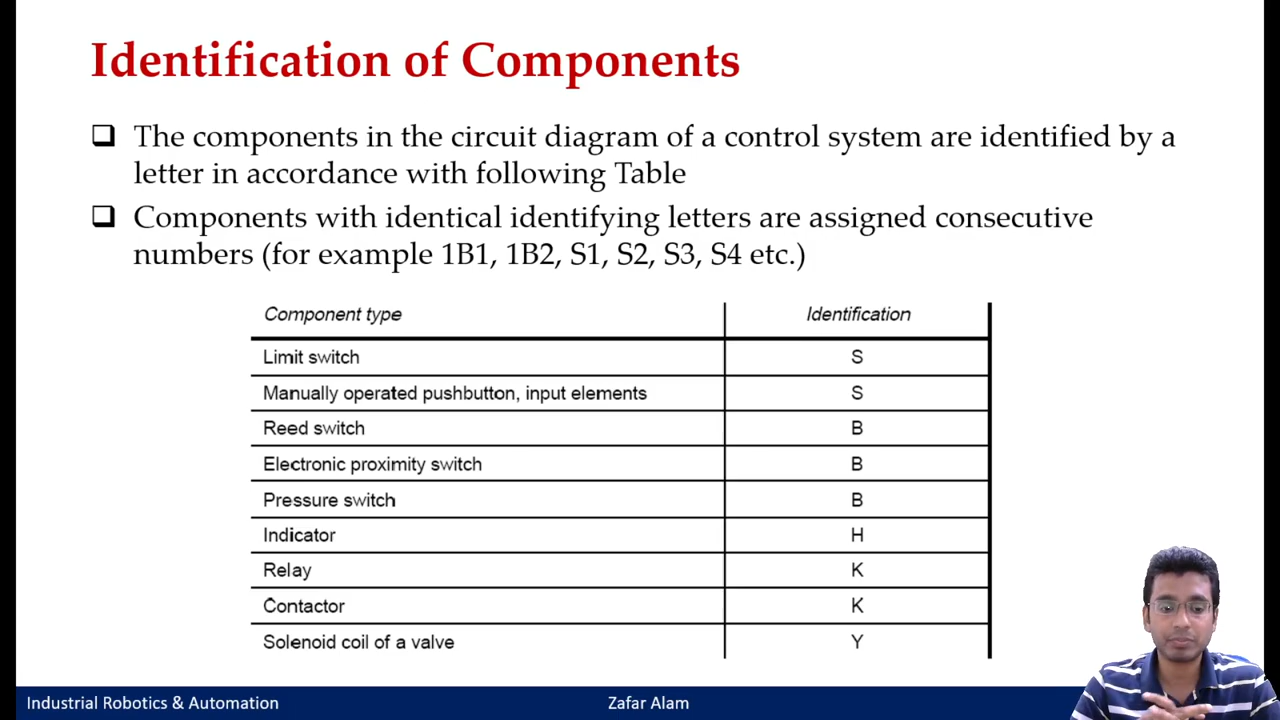 Identification of Components
The components in the circuit diagram of a control system are identified by a
letter in accordance with following Table
Components with identical identifying letters are assigned consecutive
numbers (for example 1B1, 1B2, S1, S2, S3, S4 etc.)
Component type Identification
Limit switch S
Manually operated pushbutton, input elements S
Reed switch B
Electronic proximity switch B
Pressure switch B
Indicator H
Relay K
Contactor K
Solenoid coil of a valve Y
Industrial Robotics & Automation Zafar Alam